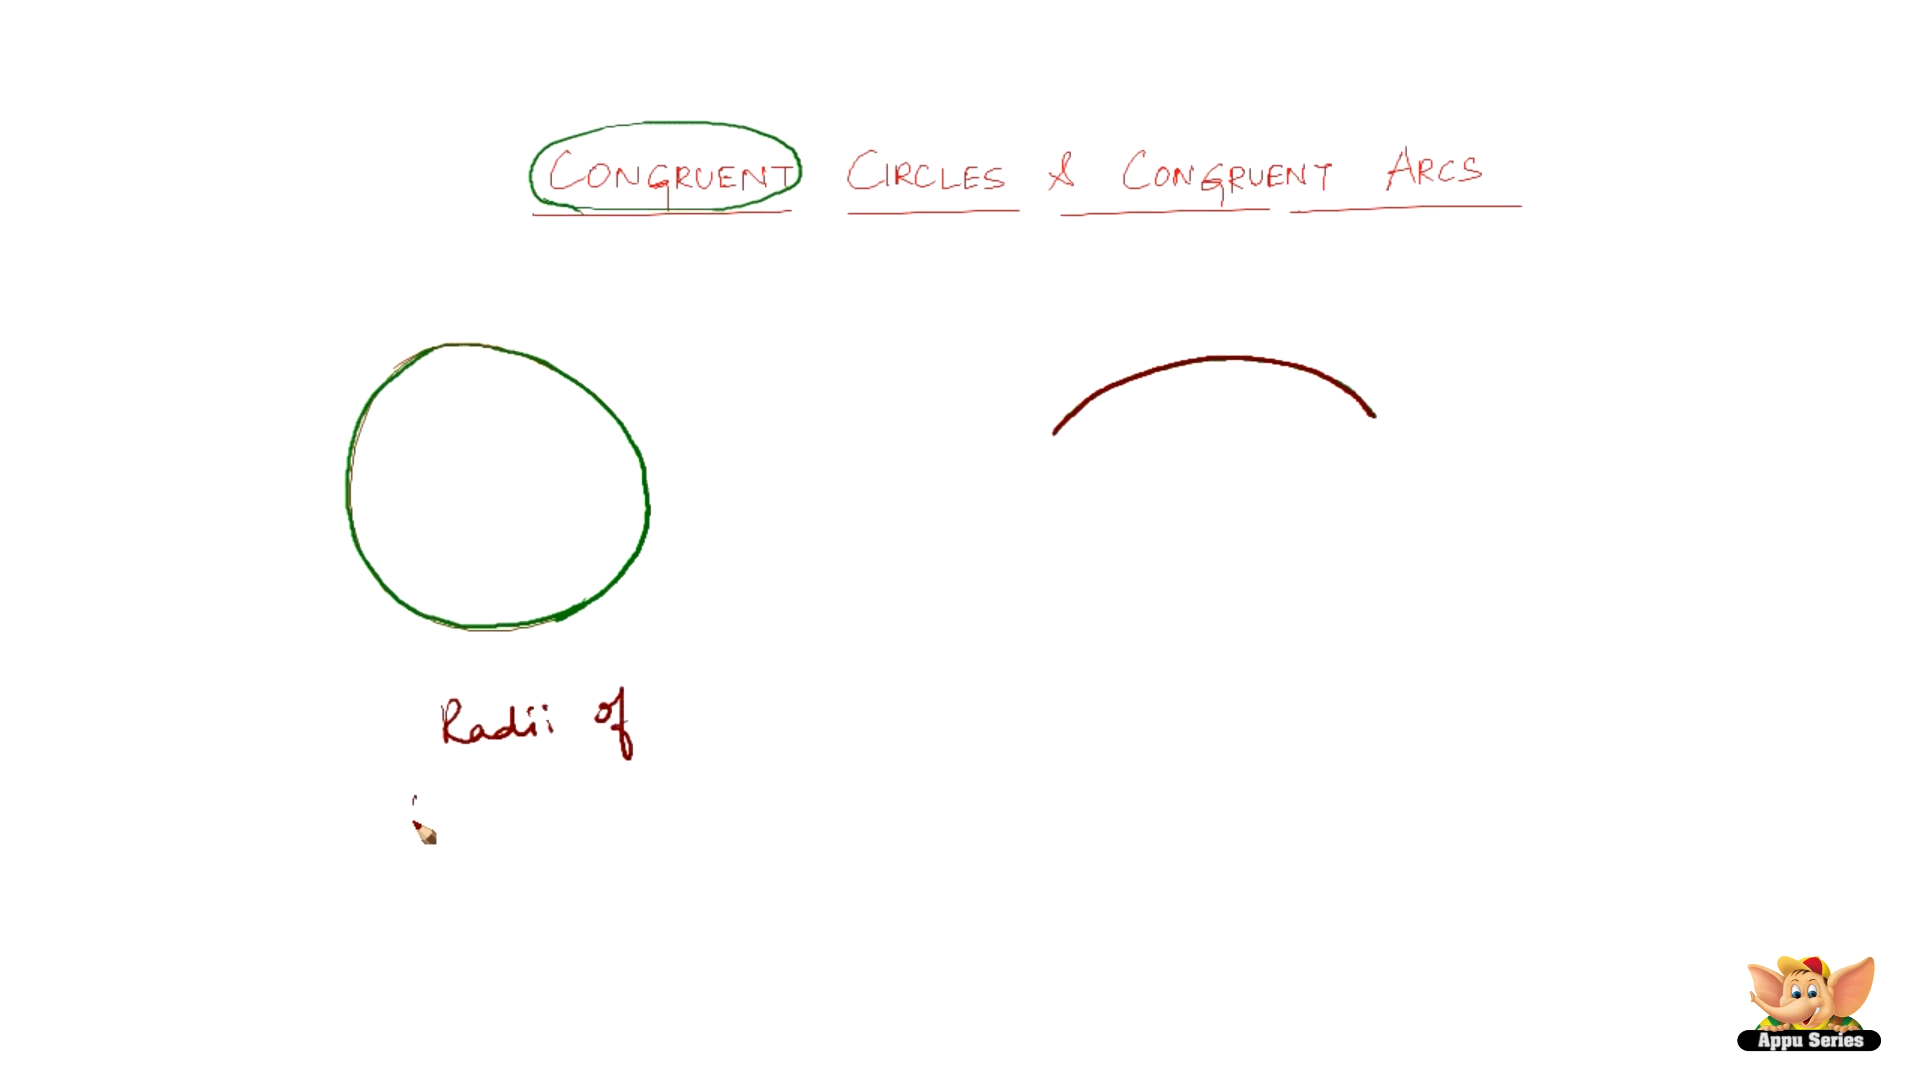 CONGRUENT CIRCLES & CONGRUENT ARCS
Radii of
Appu Series